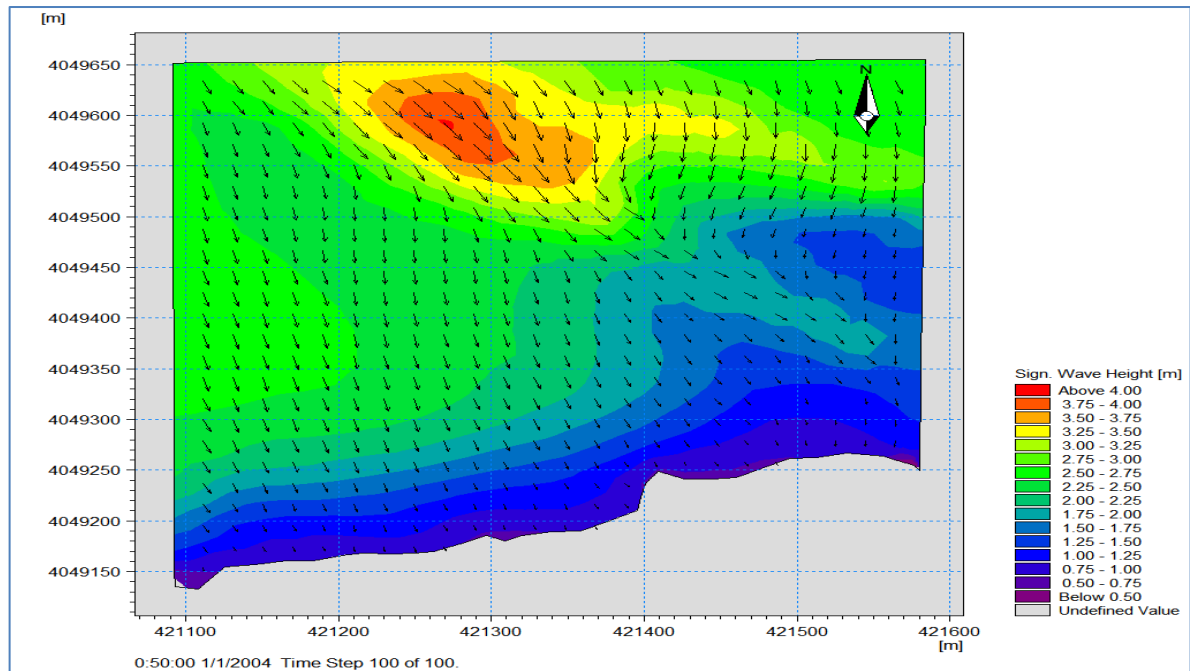 [m]
4049650
4049600
4049550
4049500
4049450
4049400
4049350
4049300
4049250
4049200
4049150
N
421100 421200 421300 421400 421500 421600
[m]
0:50:00 1/1/2004 Time Step 100 of 100.
Sign. Wave Height [m]
Above 4.00
3.75 - 4.00
3.50 - 3.75
3.25 - 3.50
3.00 - 3.25
2.75 - 3.00
2.50 - 2.75
2.25 - 2.50
2.00 - 2.25
1.75 - 2.00
1.50 - 1.75
1.25 - 1.50
1.00 - 1.25
0.75 - 1.00
0.50 - 0.75
Below 0.50
Undefined Value